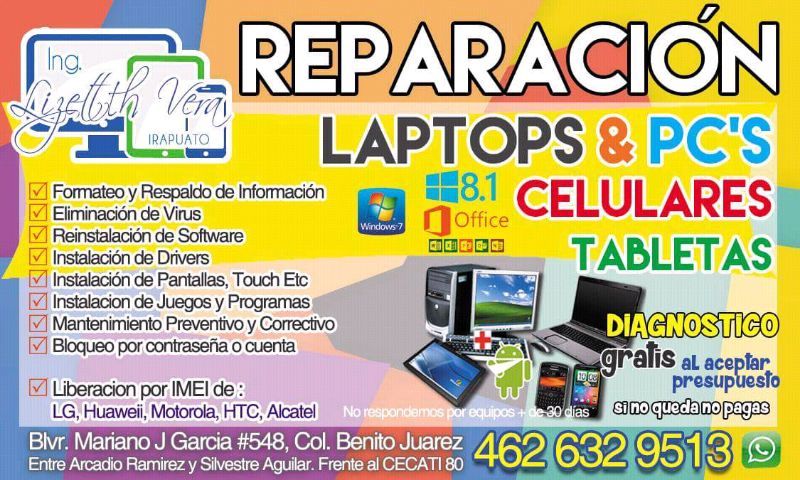 Ing.
Lizettth Vera
IRAPUATO
REPARACIÓN
LAPTOPS & PC'S
CELULARES
TABLETAS
Windows-7
8.1
Office
☑ Formateo y Respaldo de Información
☑ Eliminación de Virus
☑ Reinstalación de Software
☑ Instalación de Drivers
☑ Instalación de Pantallas, Touch Etc
☑ Instalacion de Juegos y Programas
☑ Mantenimiento Preventivo y Correctivo
☑ Bloqueo por contraseña o cuenta
☑ Liberacion por IMEI de :
LG, Huaweii, Motorola, HTC, Alcatel
DIAGNOSTICO
gratis al aceptar
presupuesto
si no queda no pagas
No respondemos por equipos + de 30 días
Blvr. Mariano J Garcia #548, Col. Benito Juarez
Entre Arcadio Ramirez y Silvestre Aguilar. Frente al CECATI 80
462 632 9513